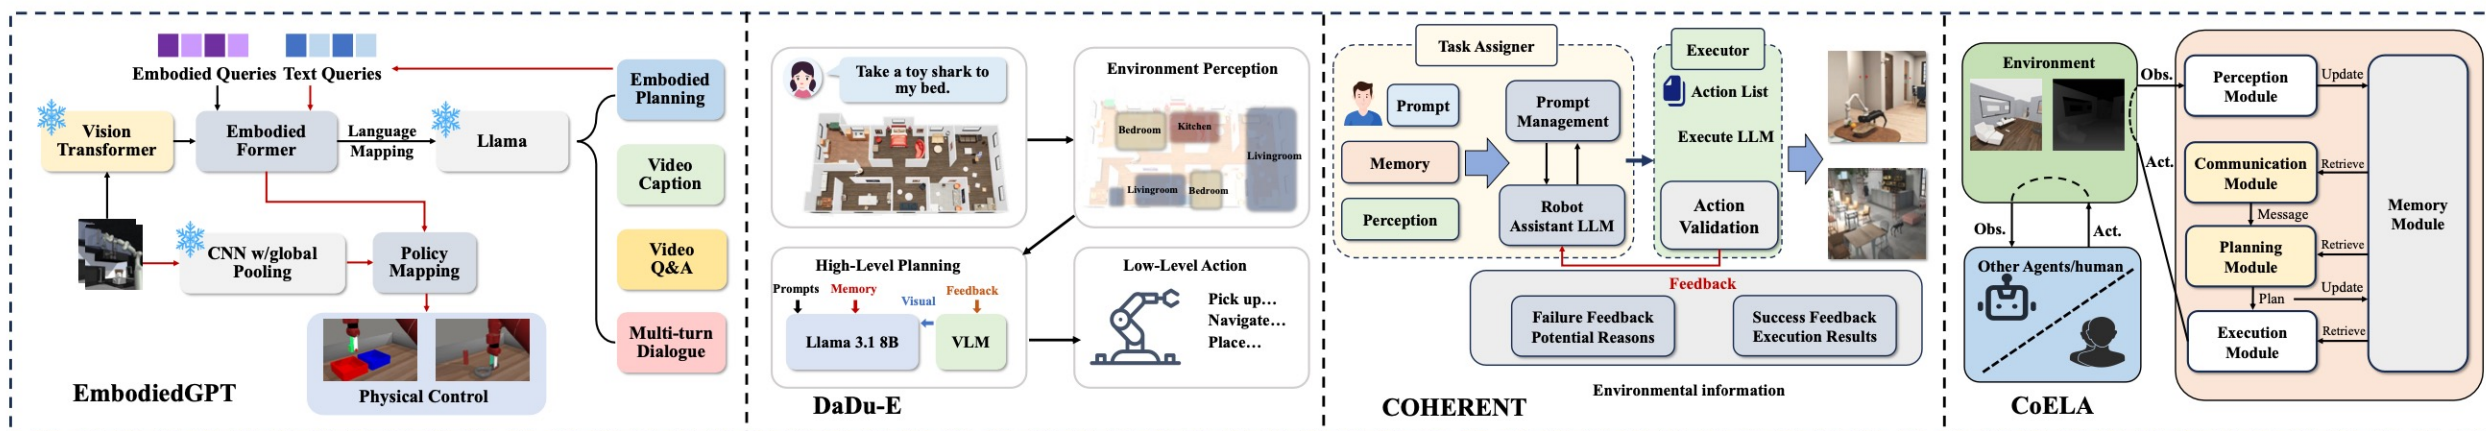 Embodied Queries
Text Queries
Vision
Transformer
Embodied
Former
Language
Mapping
Llama
Embodied
Planning
Video
Caption
Video
Q&A
Multi-turn
Dialogue
CNN w/global
Pooling
Policy
Mapping
Physical Control
EmbodiedGPT
Take a toy shark to
my bed.
Environment Perception
Bedroom
Kitchen
Livingroom
Livingroom
Bedroom
High-Level Planning
Prompts
Memory
Visual
Feedback
Llama 3.1 8B
VLM
Low-Level Action
Pick up…
Navigate…
Place…
DaDu-E
Task Assigner
Prompt
Memory
Perception
Prompt
Management
Robot
Assistant LLM
Executor
Action List
Execute LLM
Action
Validation
Feedback
Failure Feedback
Potential Reasons
Success Feedback
Execution Results
Environmental information
COHERENT
Environment
Obs.
Act.
Obs.
Act.
Other Agents/human
Perception
Module
Update
Communication
Module
Retrieve
Message
Planning
Module
Retrieve
Plan
Update
Execution
Module
Retrieve
Memory
Module
CoELA